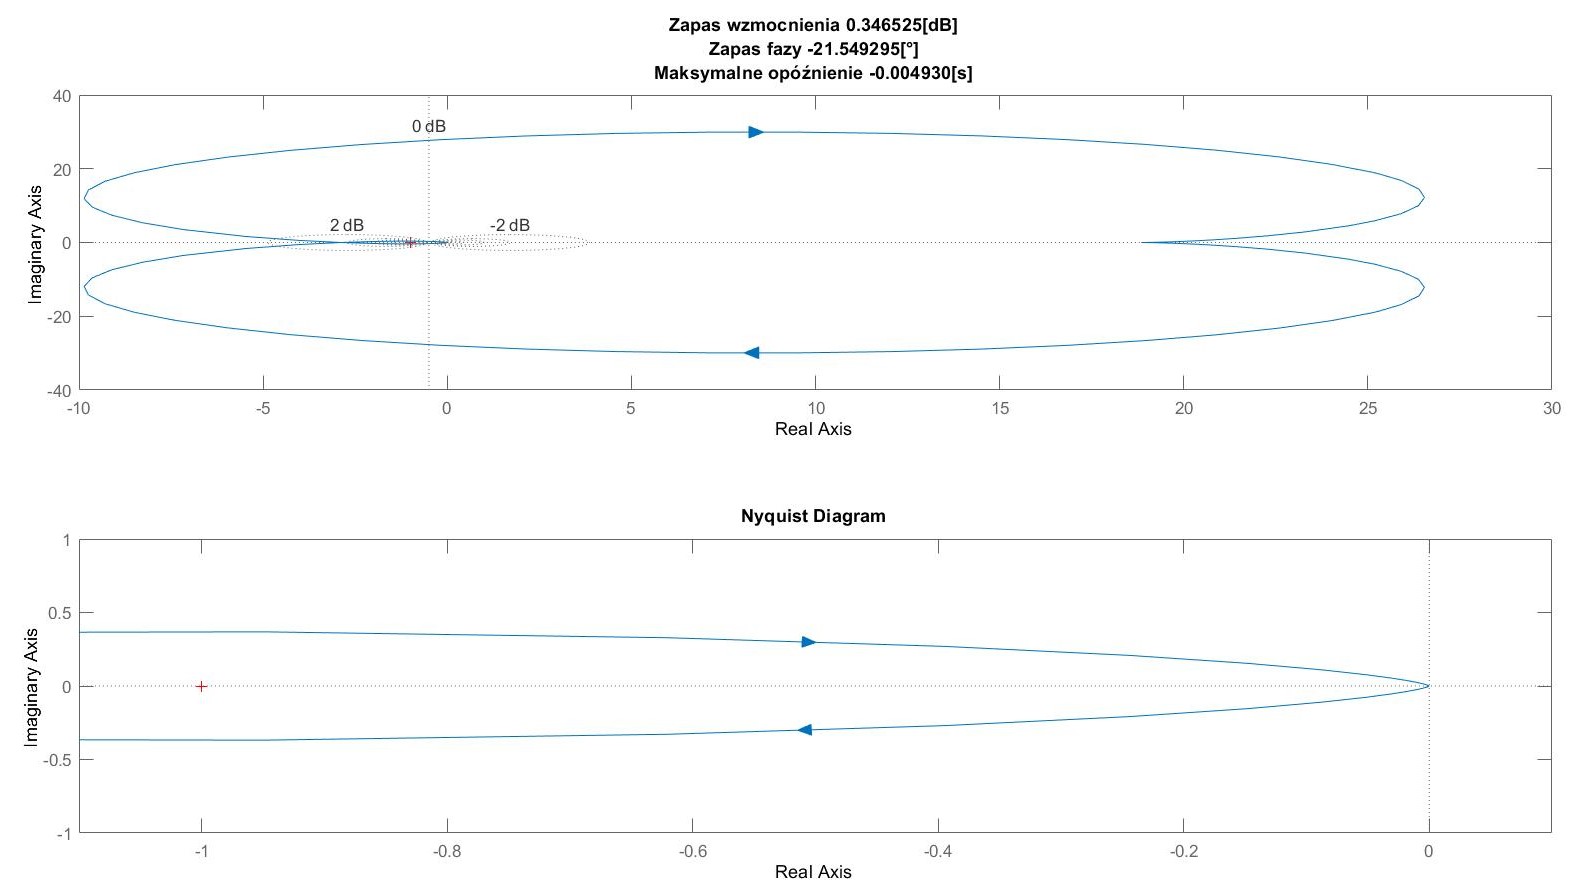 Zapas wzmocnienia 0.346525[dB]
Zapas fazy -21.549295[°]
Maksymalne opóźnienie -0.004930[s]
40
20
0
-20
-40
Imaginary Axis
0 dB
2 dB
-2 dB
-10
-5
0
5
10
15
20
25
30
Real Axis
Nyquist Diagram
1
0.5
0
-0.5
-1
Imaginary Axis
-1
-0.8
-0.6
-0.4
-0.2
0
Real Axis